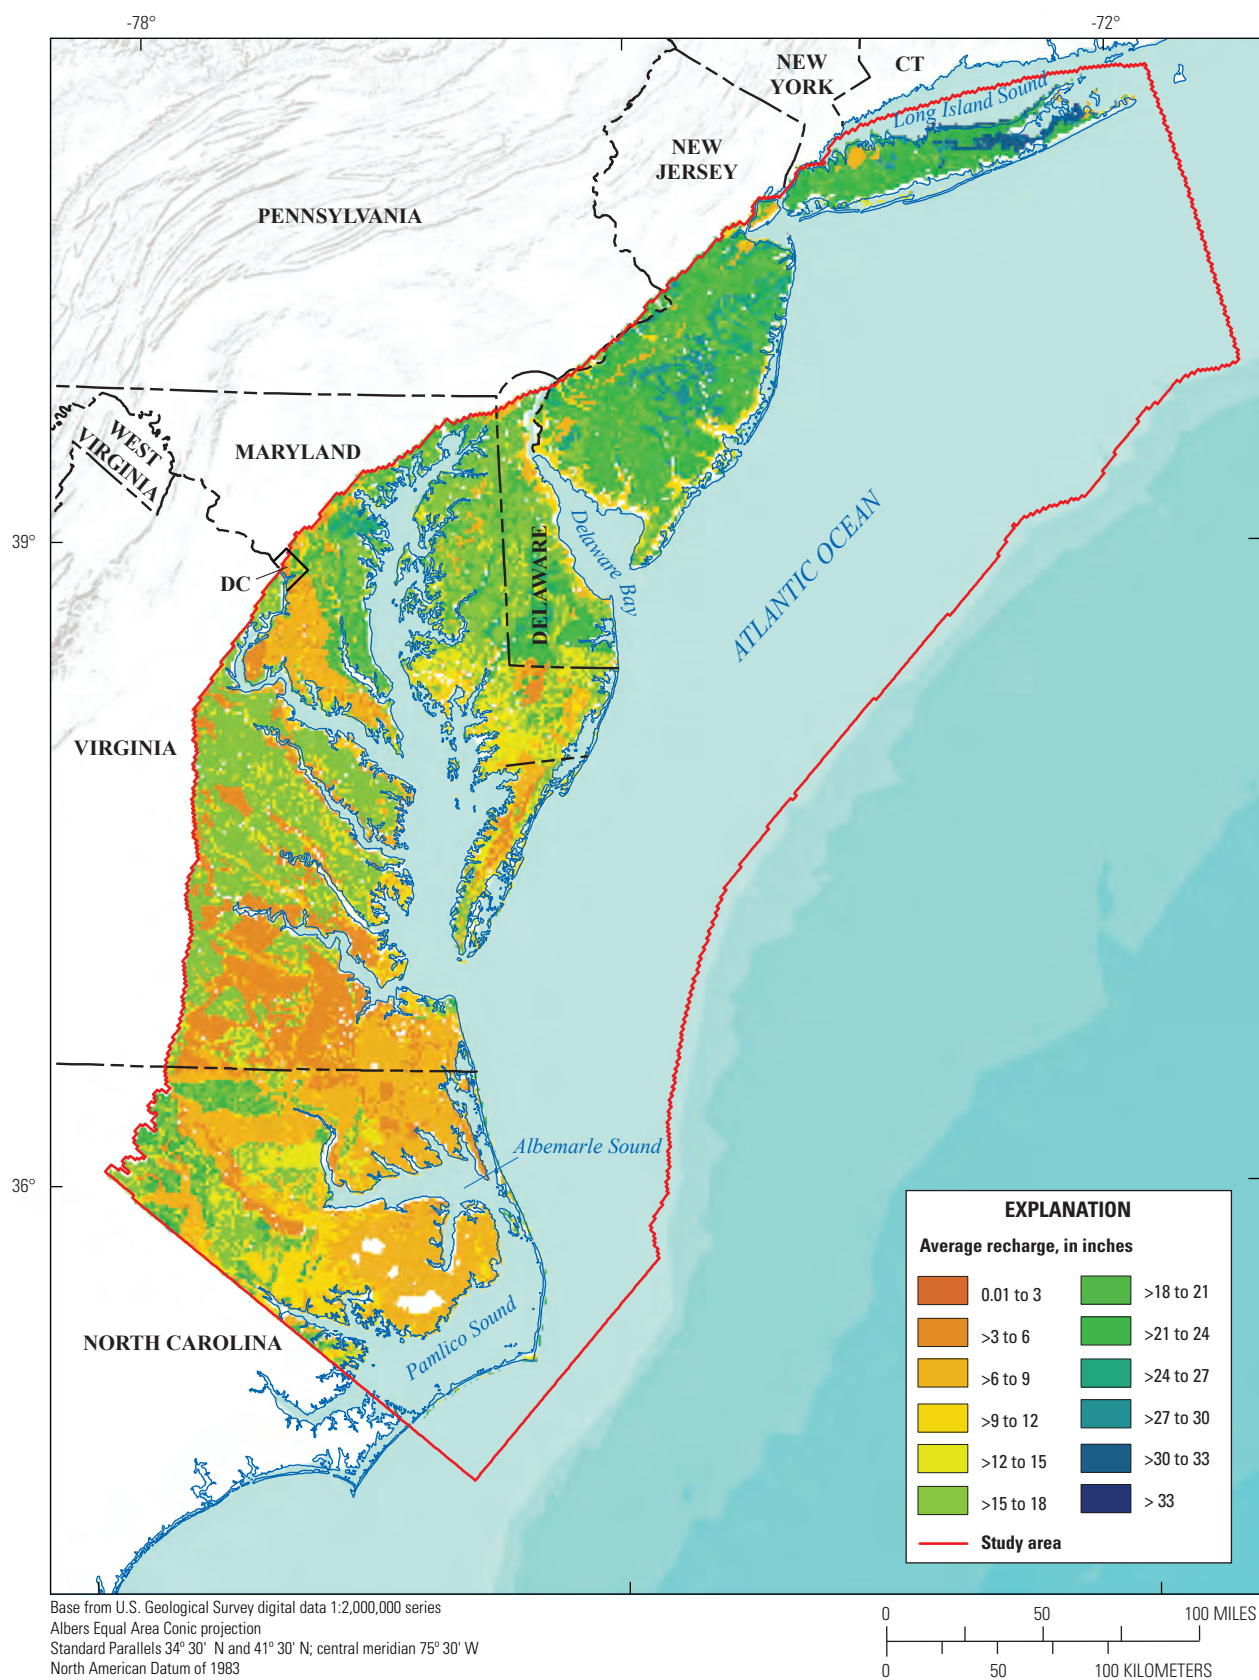 -78°
-72°
NEW
YORK
CT
Long Island Sound
NEW
JERSEY
PENNSYLVANIA
WEST
VIRGINIA
MARYLAND
39°
DC
DELAWARE
Delaware Bay
ATLANTIC OCEAN
VIRGINIA
Albemarle Sound
36°
Pamlico Sound
NORTH CAROLINA
EXPLANATION
Average recharge, in inches
0.01 to 3
>3 to 6
>6 to 9
>9 to 12
>12 to 15
>15 to 18
>18 to 21
>21 to 24
>24 to 27
>27 to 30
>30 to 33
> 33
Study area
Base from U.S. Geological Survey digital data 1:2,000,000 series
Albers Equal Area Conic projection
Standard Parallels 34° 30' N and 41° 30' N; central meridian 75° 30' W
North American Datum of 1983
0 50 100 MILES
0 50 100 KILOMETERS